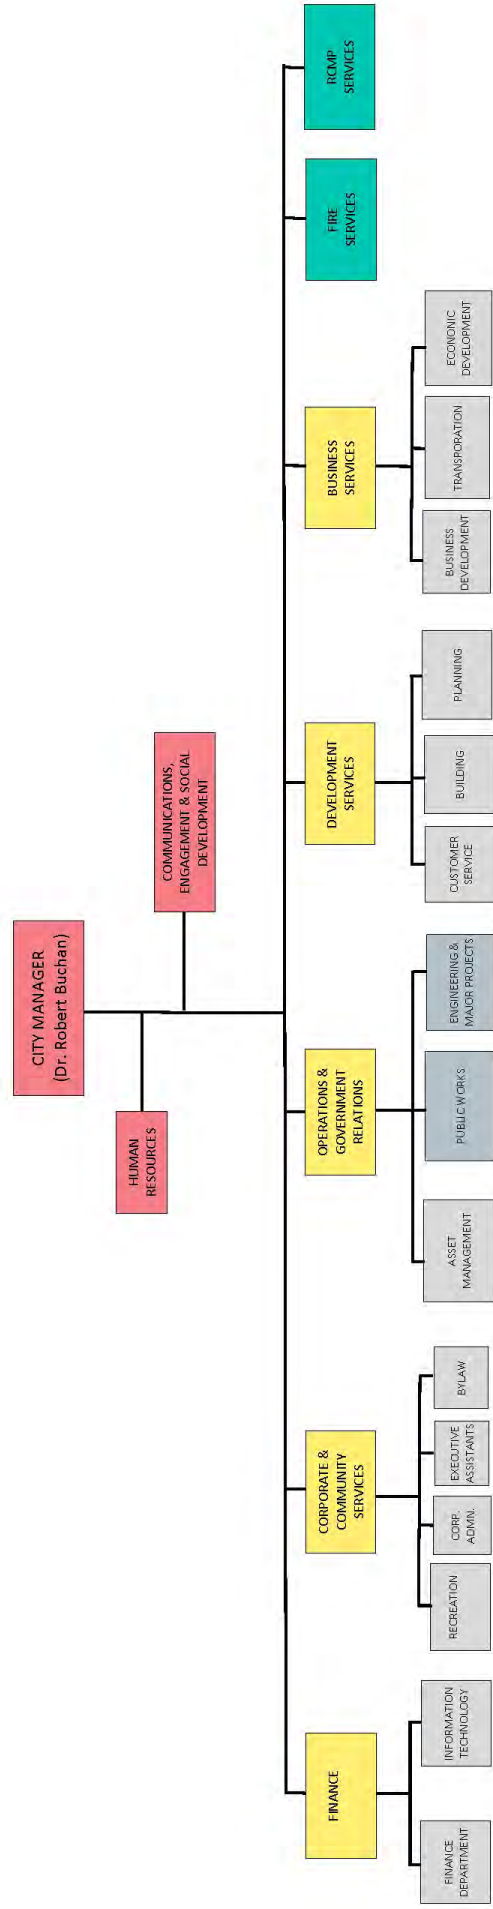 CITY MANAGER
(Dr. Robert Buchan)
HUMAN
RESOURCES
COMMUNICATIONS,
ENGAGEMENT & SOCIAL
DEVELOPMENT
FINANCE
CORPORATE &
COMMUNITY
SERVICES
OPERATIONS &
GOVERNMENT
RELATIONS
DEVELOPMENT
SERVICES
BUSINESS
SERVICES
FIRE
SERVICES
RCMP
SERVICES
FINANCE
DEPARTMENT
INFORMATION
TECHNOLOGY
RECREATION
CORP.
ADMN.
EXECUTIVE
ASSISTANTS
BYLAW
ASSET
MANAGEMENT
PUBLIC WORKS
ENGINEERING &
MAJOR PROJECTS
CUSTOMER
SERVICE
BUILDING
PLANNING
BUSINESS
DEVELOPMENT
TRANSPORATION
ECONONIC
DEVELOPMENT